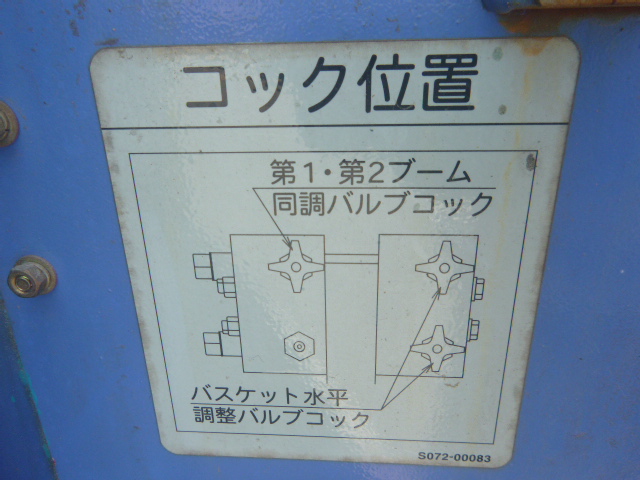 コック位置
第1・第2ブーム
同調バルブコック
バスケット水平
調整バルブコック
S072-00083